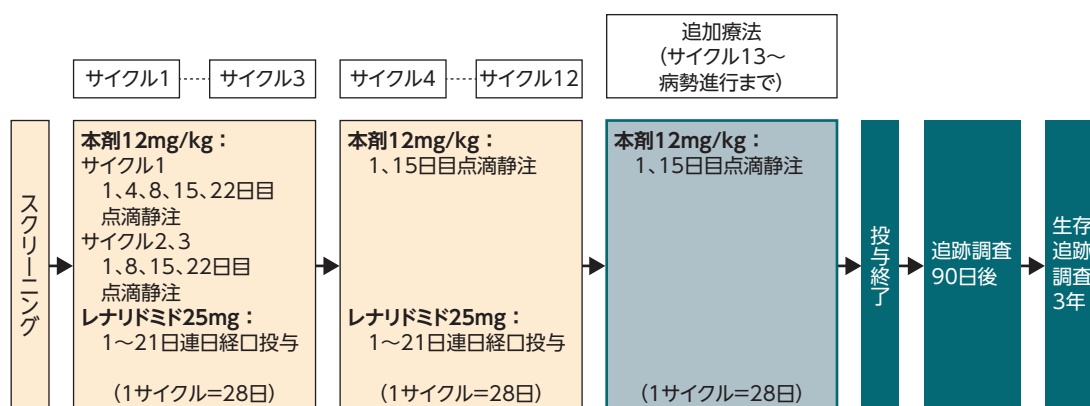 サイクル1
サイクル3
サイクル4
サイクル12
追加療法
(サイクル13~
病勢進行まで)
スクリーニング
本剤12mg/kg:
サイクル1
1、4、8、15、22日目
点滴静注
サイクル2、3
1、8、15、22日目
点滴静注
レナリドミド25mg:
1~21日連日経口投与
(1サイクル=28日)
本剤12mg/kg:
1、15日目点滴静注
レナリドミド25mg:
1~21日連日経口投与
(1サイクル=28日)
本剤12mg/kg:
1、15日目点滴静注
(1サイクル=28日)
投与終了
追跡調査
90日後
生存
追跡
調査
3年